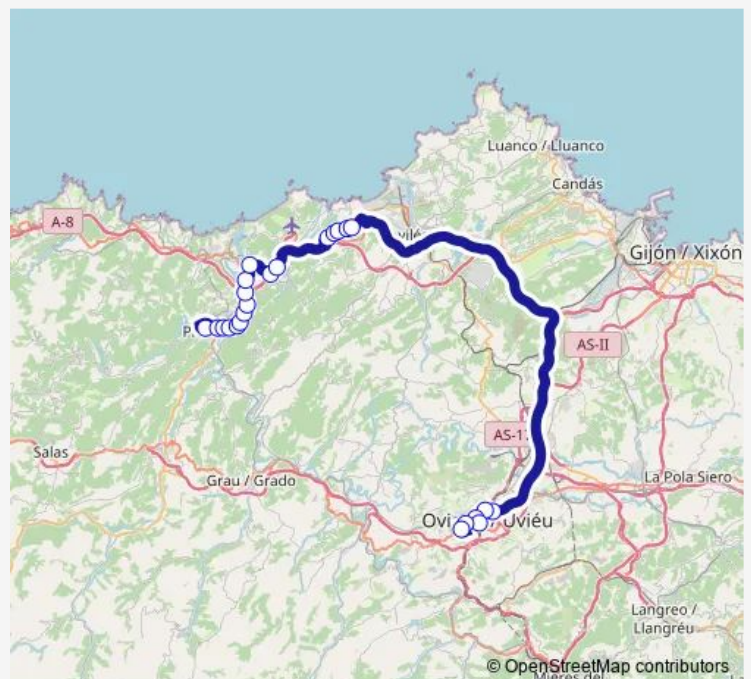 Luanco / Lluanco
Candás
A-8
Gijón / Xixón
AS-II
AS-1
Salas
Grau / Grado
La Pola Siero
Uviéu
Langreo /
Llangréu
© OpenStreetMap contributors